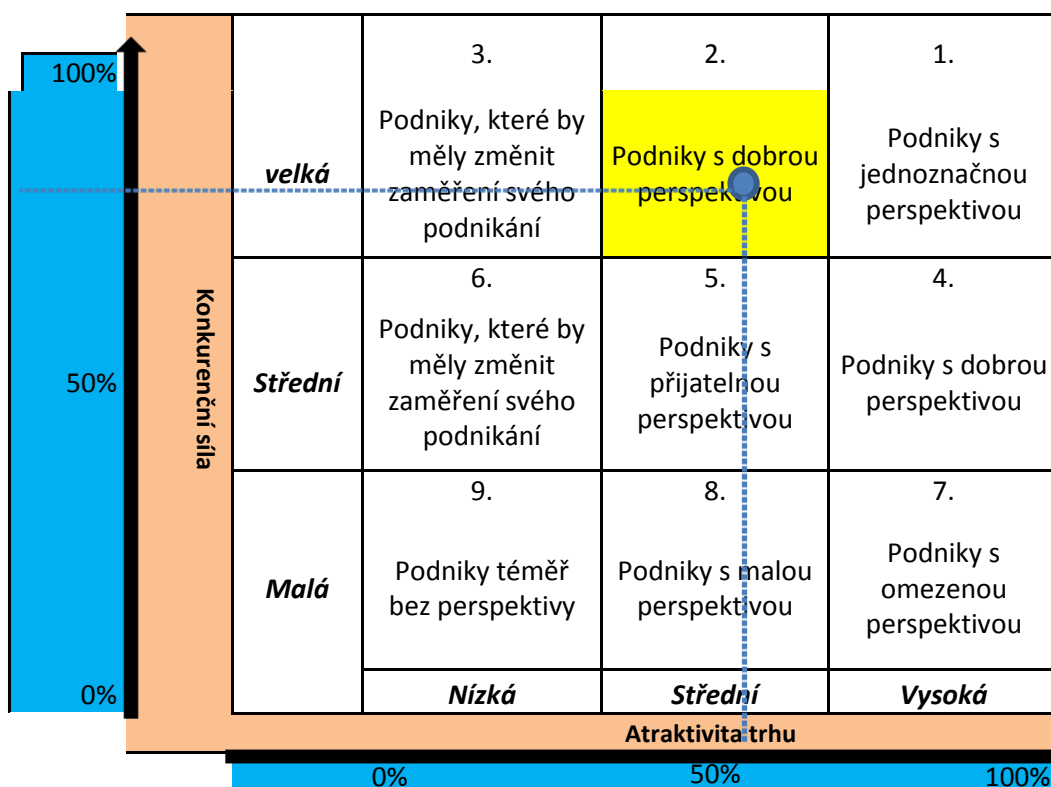 100%
50%
0%
Konkurenční síla
velká
3.
Podniky, které by
měly změnit
zaměření svého
podnikání
2.
Podniky s dobrou
perspektivou
1.
Podniky s
jednoznačnou
perspektivou
Střední
6.
Podniky, které by
měly změnit
zaměření svého
podnikání
5.
Podniky s
přijatelnou
perspektivou
4.
Podniky s dobrou
perspektivou
Malá
9.
Podniky téměř
bez perspektivy
8.
Podniky s malou
perspektivou
7.
Podniky s
omezenou
perspektivou
Nízká
Střední
Vysoká
Atraktivita trhu
0%
50%
100%